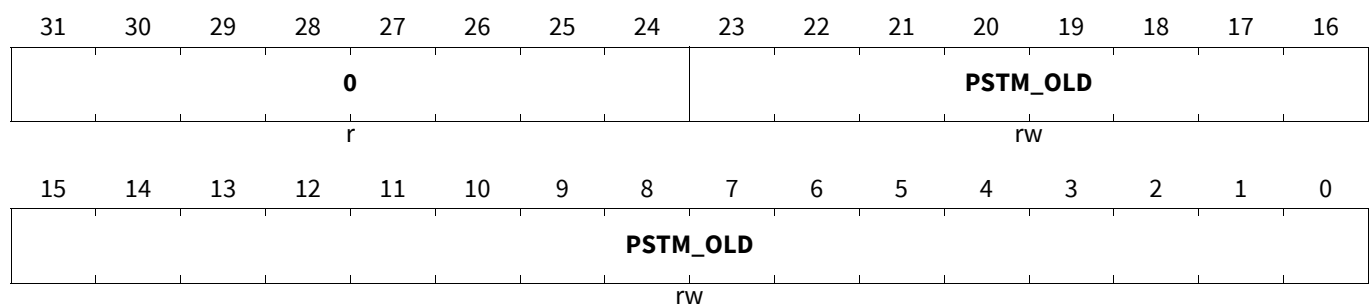 31 30 29 28 27 26 25 24 23 22 21 20 19 18 17 16
0 PSTM_OLD
r rw
15 14 13 12 11 10 9 8 7 6 5 4 3 2 1 0
PSTM_OLD
rw